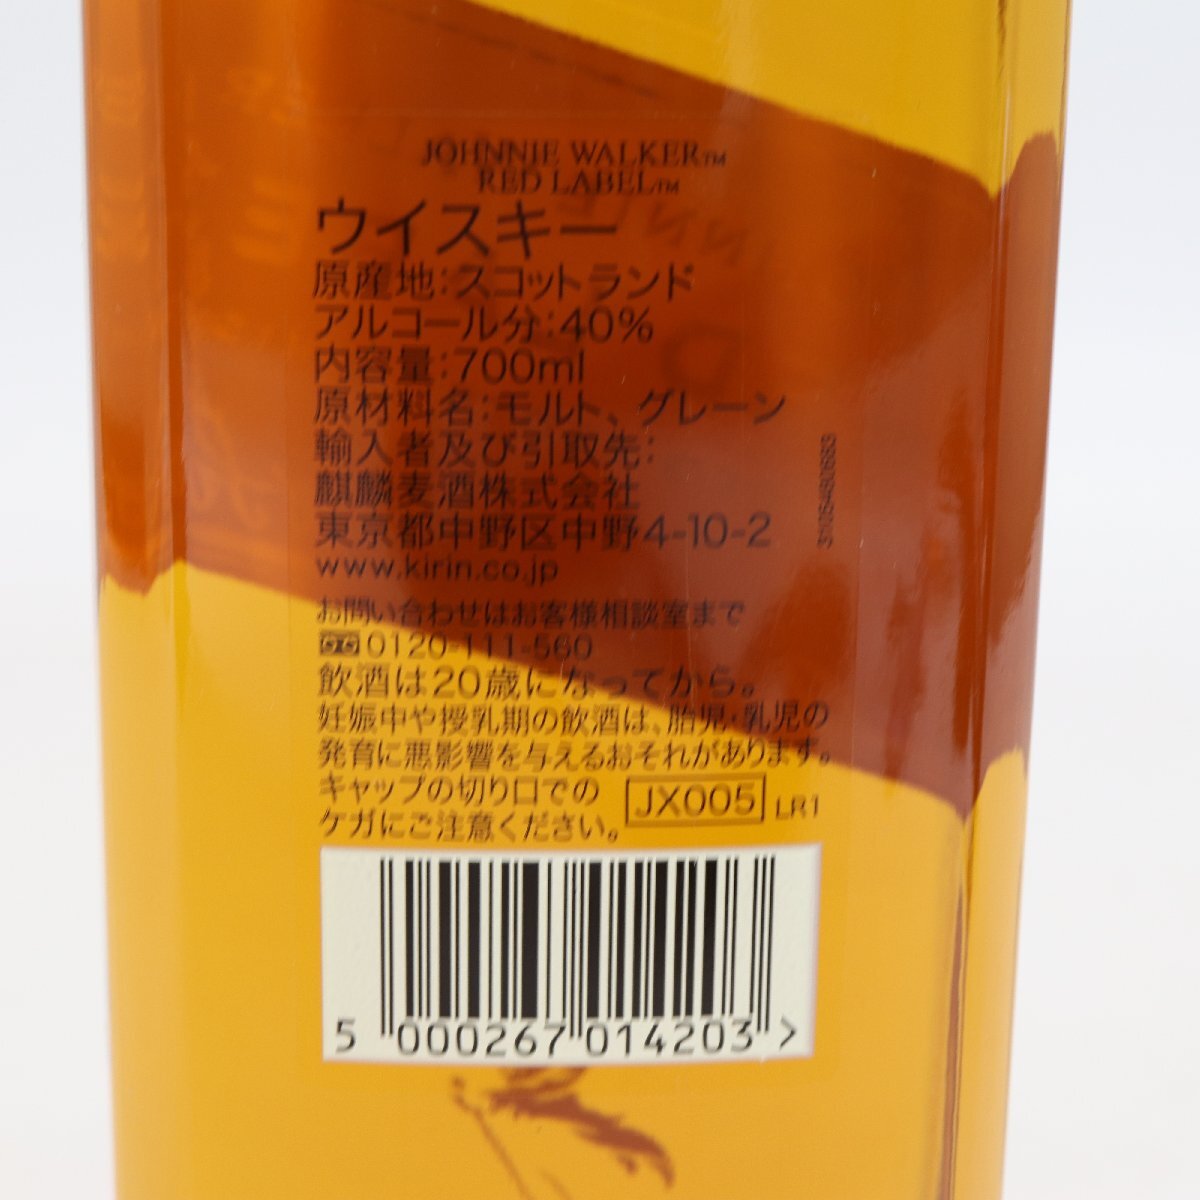 JOHNNIE WALKER™
RED LABEL™
ウイスキー
原産地:スコットランド
アルコール分:40%
内容量:700ml
原材料名:モルト、グレーン
輸入者及び引取先:
麒麟麦酒株式会社
東京都中野区中野4-10-2
www.kirin.co.jp
お問い合わせはお客様相談室まで
0120-111-560
飲酒は20歳になってから。
妊娠中や授乳期の飲酒は、胎児・乳児の
発育に悪影響を与えるおそれがあります。
キャップの切り口での
ケガにご注意ください。
JX005 LR1
5 000267 014203 >